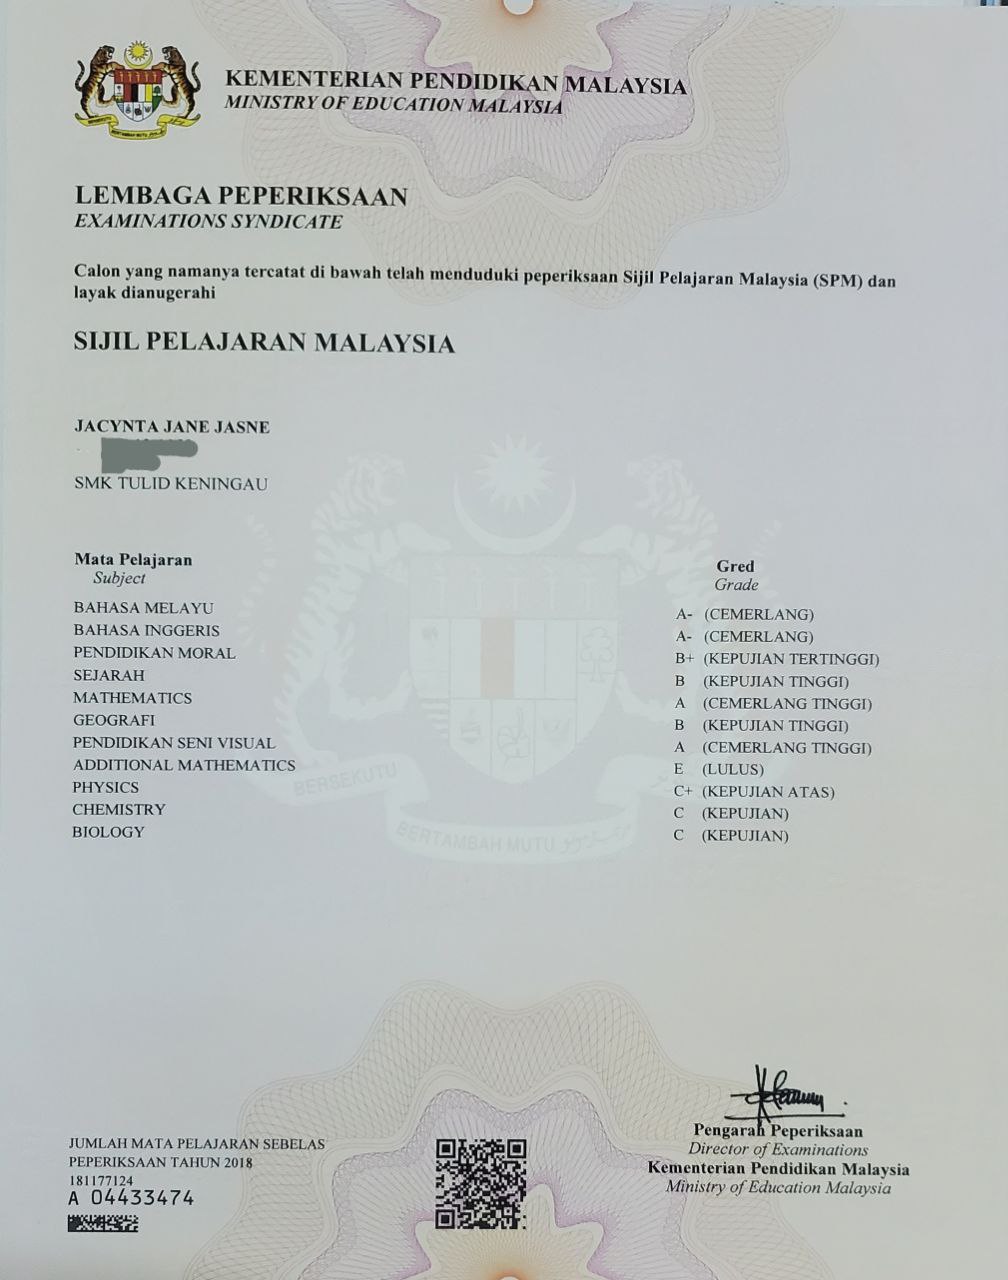 KEMENTERIAN PENDIDIKAN MALAYSIA
MINISTRY OF EDUCATION MALAYSIA
LEMBAGA PEPERIKSAAN
EXAMINATIONS SYNDICATE
Calon yang namanya tercatat di bawah telah menduduki peperiksaan Sijil Pelajaran Malaysia (SPM) dan
layak dianugerahi
SIJIL PELAJARAN MALAYSIA
JACYNTA JANE JASNE
SMK TULID KENINGAU
Mata Pelajaran Gred
Subject Grade
BAHASA MELAYU A- (CEMERLANG)
BAHASA INGGERIS A- (CEMERLANG)
PENDIDIKAN MORAL B+ (KEPUJIAN TERTINGGI)
SEJARAH B (KEPUJIAN TINGGI)
MATHEMATICS A (CEMERLANG TINGGI)
GEOGRAFI B (KEPUJIAN TINGGI)
PENDIDIKAN SENI VISUAL A (CEMERLANG TINGGI)
ADDITIONAL MATHEMATICS E (LULUS)
PHYSICS C+ (KEPUJIAN ATAS)
CHEMISTRY C (KEPUJIAN)
BIOLOGY C (KEPUJIAN)
BERSEKUTU
BERTAMBAH MUTU
JUMLAH MATA PELAJARAN SEBELAS
PEPERIKSAAN TAHUN 2018
181177124
A 04433474
Pengarah Peperiksaan
Director of Examinations
Kementerian Pendidikan Malaysia
Ministry of Education Malaysia